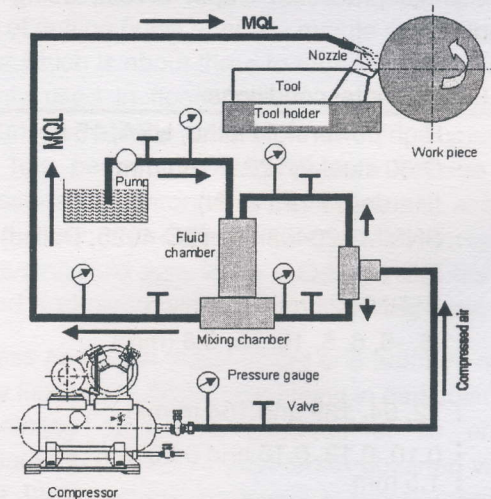 MQL
Nozzle
Tool
Tool holder
Work piece
MQL
Pump
Fluid
chamber
Mixing chamber
Compressed air
Pressure gauge
Valve
Compressor